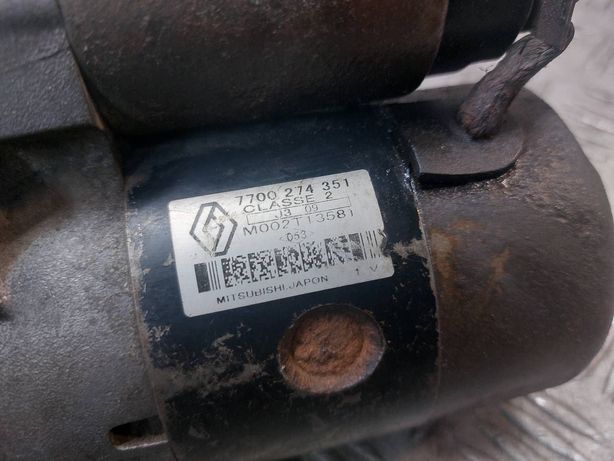 7700 274 351
CLASSE 2
J3 09
M002T13581
<053>
MITSUBISHI,JAPON 1 V